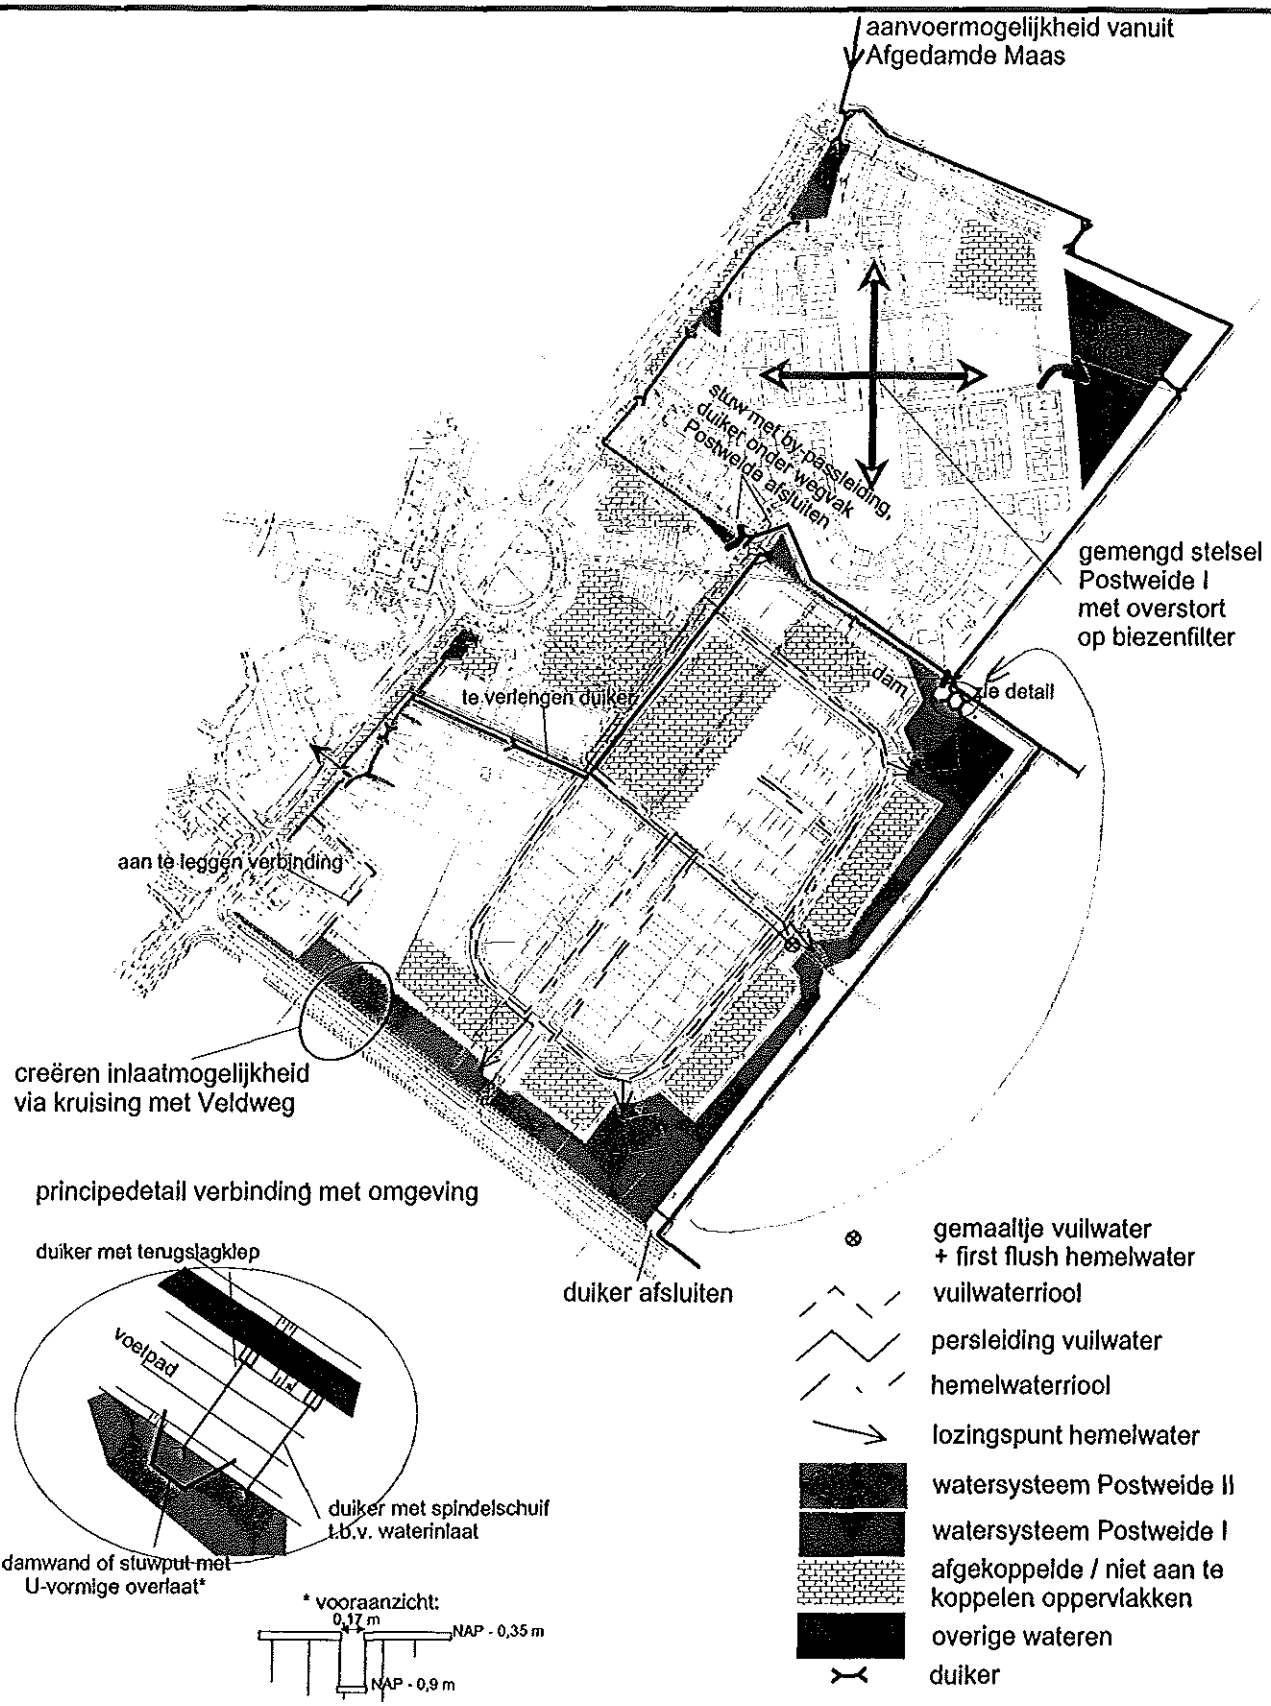 aanvoermogelijkheid vanuit
Afgedamde Maas
stuw met by-passleiding,
duiker onder wegvak
Postweide afsluiten
gemengd stelsel
Postweide I
met overstort
op biezenfilter
dam
zie detail
te verlengen duiker
aan te leggen verbinding
creëren inlaatmogelijkheid
via kruising met Veldweg
principedetail verbinding met omgeving
duiker met terugslagklep
voetpad
duiker met spindelschuif
t.b.v. waterinlaat
damwand of stuwput met
U-vormige overlaat*
* vooraanzicht:
0,17 m
NAP - 0,35 m
NAP - 0,9 m
duiker afsluiten
gemaaltje vuilwater
+ first flush hemelwater
vuilwaterriool
persleiding vuilwater
hemelwaterriool
lozingspunt hemelwater
watersysteem Postweide II
watersysteem Postweide I
afgekoppelde / niet aan te
koppelen oppervlakken
overige wateren
duiker